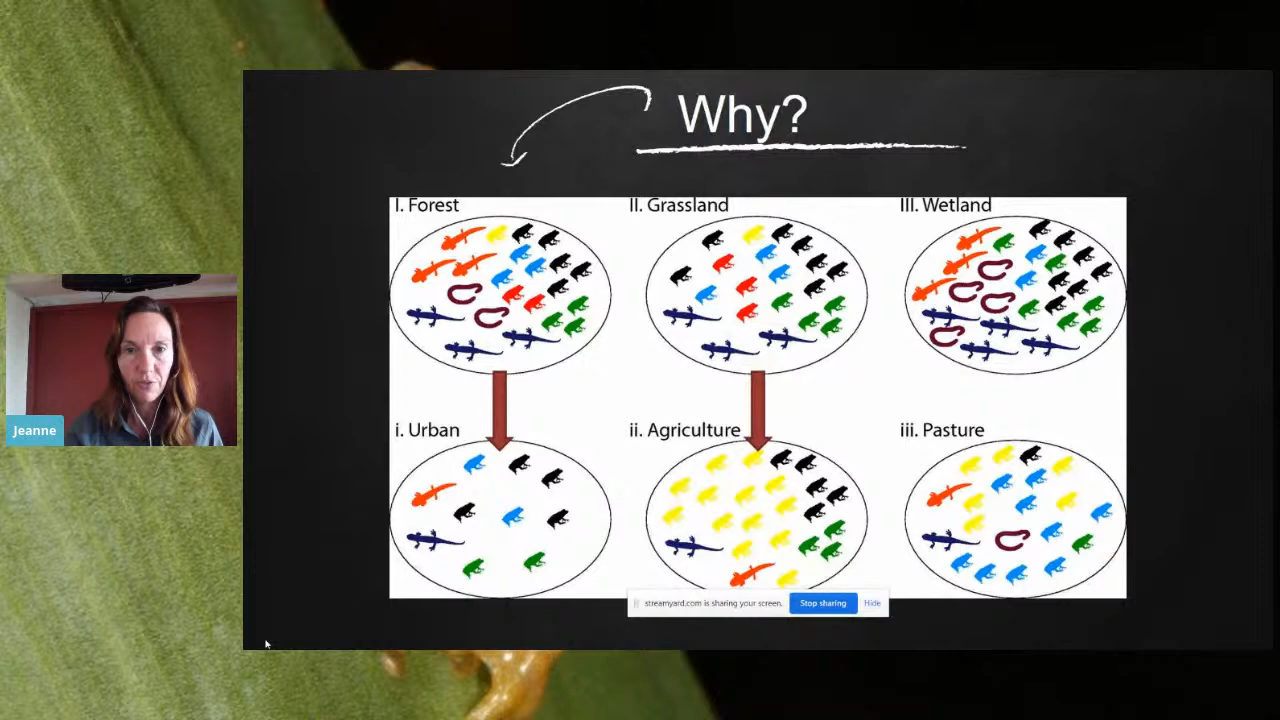 Why?
I. Forest
II. Grassland
III. Wetland
i. Urban
ii. Agriculture
iii. Pasture
Jeanne
streamyard.com is sharing your screen.
Stop sharing
Hide